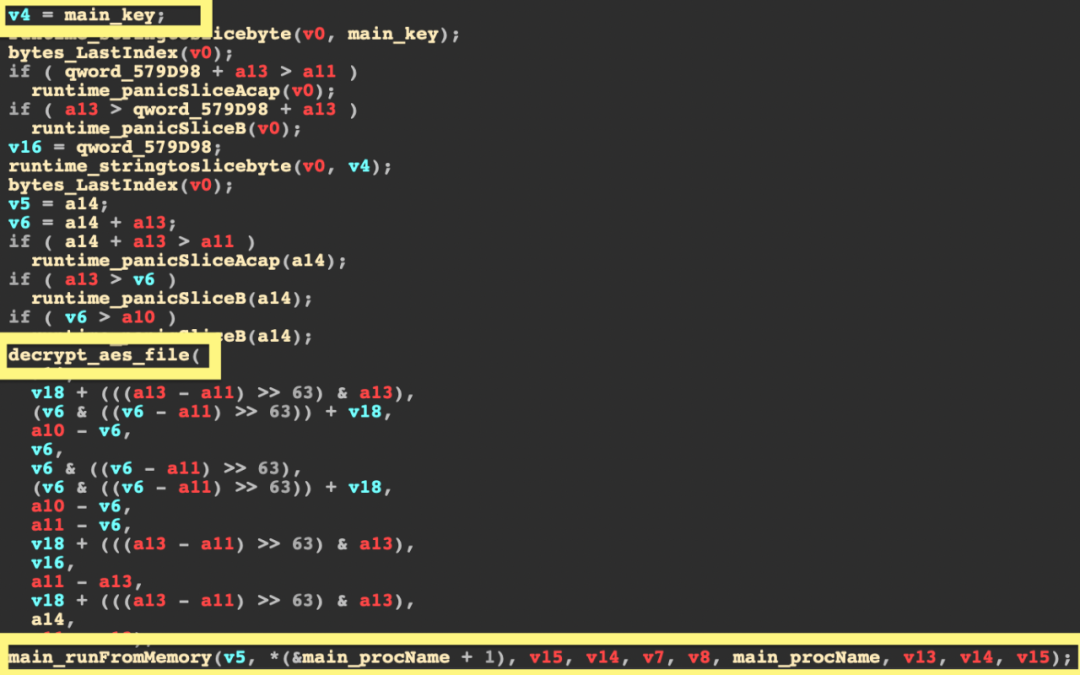 v4 = main_key;
icebyte(v0, main_key);
bytes_LastIndex(v0);
if ( qword_579D98 + a13 > a11 )
runtime_panicSliceAcap(v0);
if ( a13 > qword_579D98 + a13 )
runtime_panicSliceB(v0);
v16 = qword_579D98;
runtime_stringtoslicebyte(v0, v4);
bytes_LastIndex(v0);
v5 = a14;
v6 = a14 + a13;
if ( a14 + a13 > a11 )
runtime_panicSliceAcap(a14);
if ( a13 > v6 )
runtime_panicSliceB(a14);
if ( v6 > a10 )
eB(a14);
decrypt_aes_file(
v18 + (((a13 - a11) >> 63) & a13),
(v6 & ((v6 - a11) >> 63)) + v18,
a10 - v6,
v6,
v6 & ((v6 - a11) >> 63),
(v6 & ((v6 - a11) >> 63)) + v18,
a10 - v6,
a11 - v6,
v18 + (((a13 - a11) >> 63) & a13),
v16,
a11 - a13,
v18 + (((a13 - a11) >> 63) & a13),
a14,
main_runFromMemory(v5, *(&main_procName + 1), v15, v14, v7, v8, main_procName, v13, v14, v15);